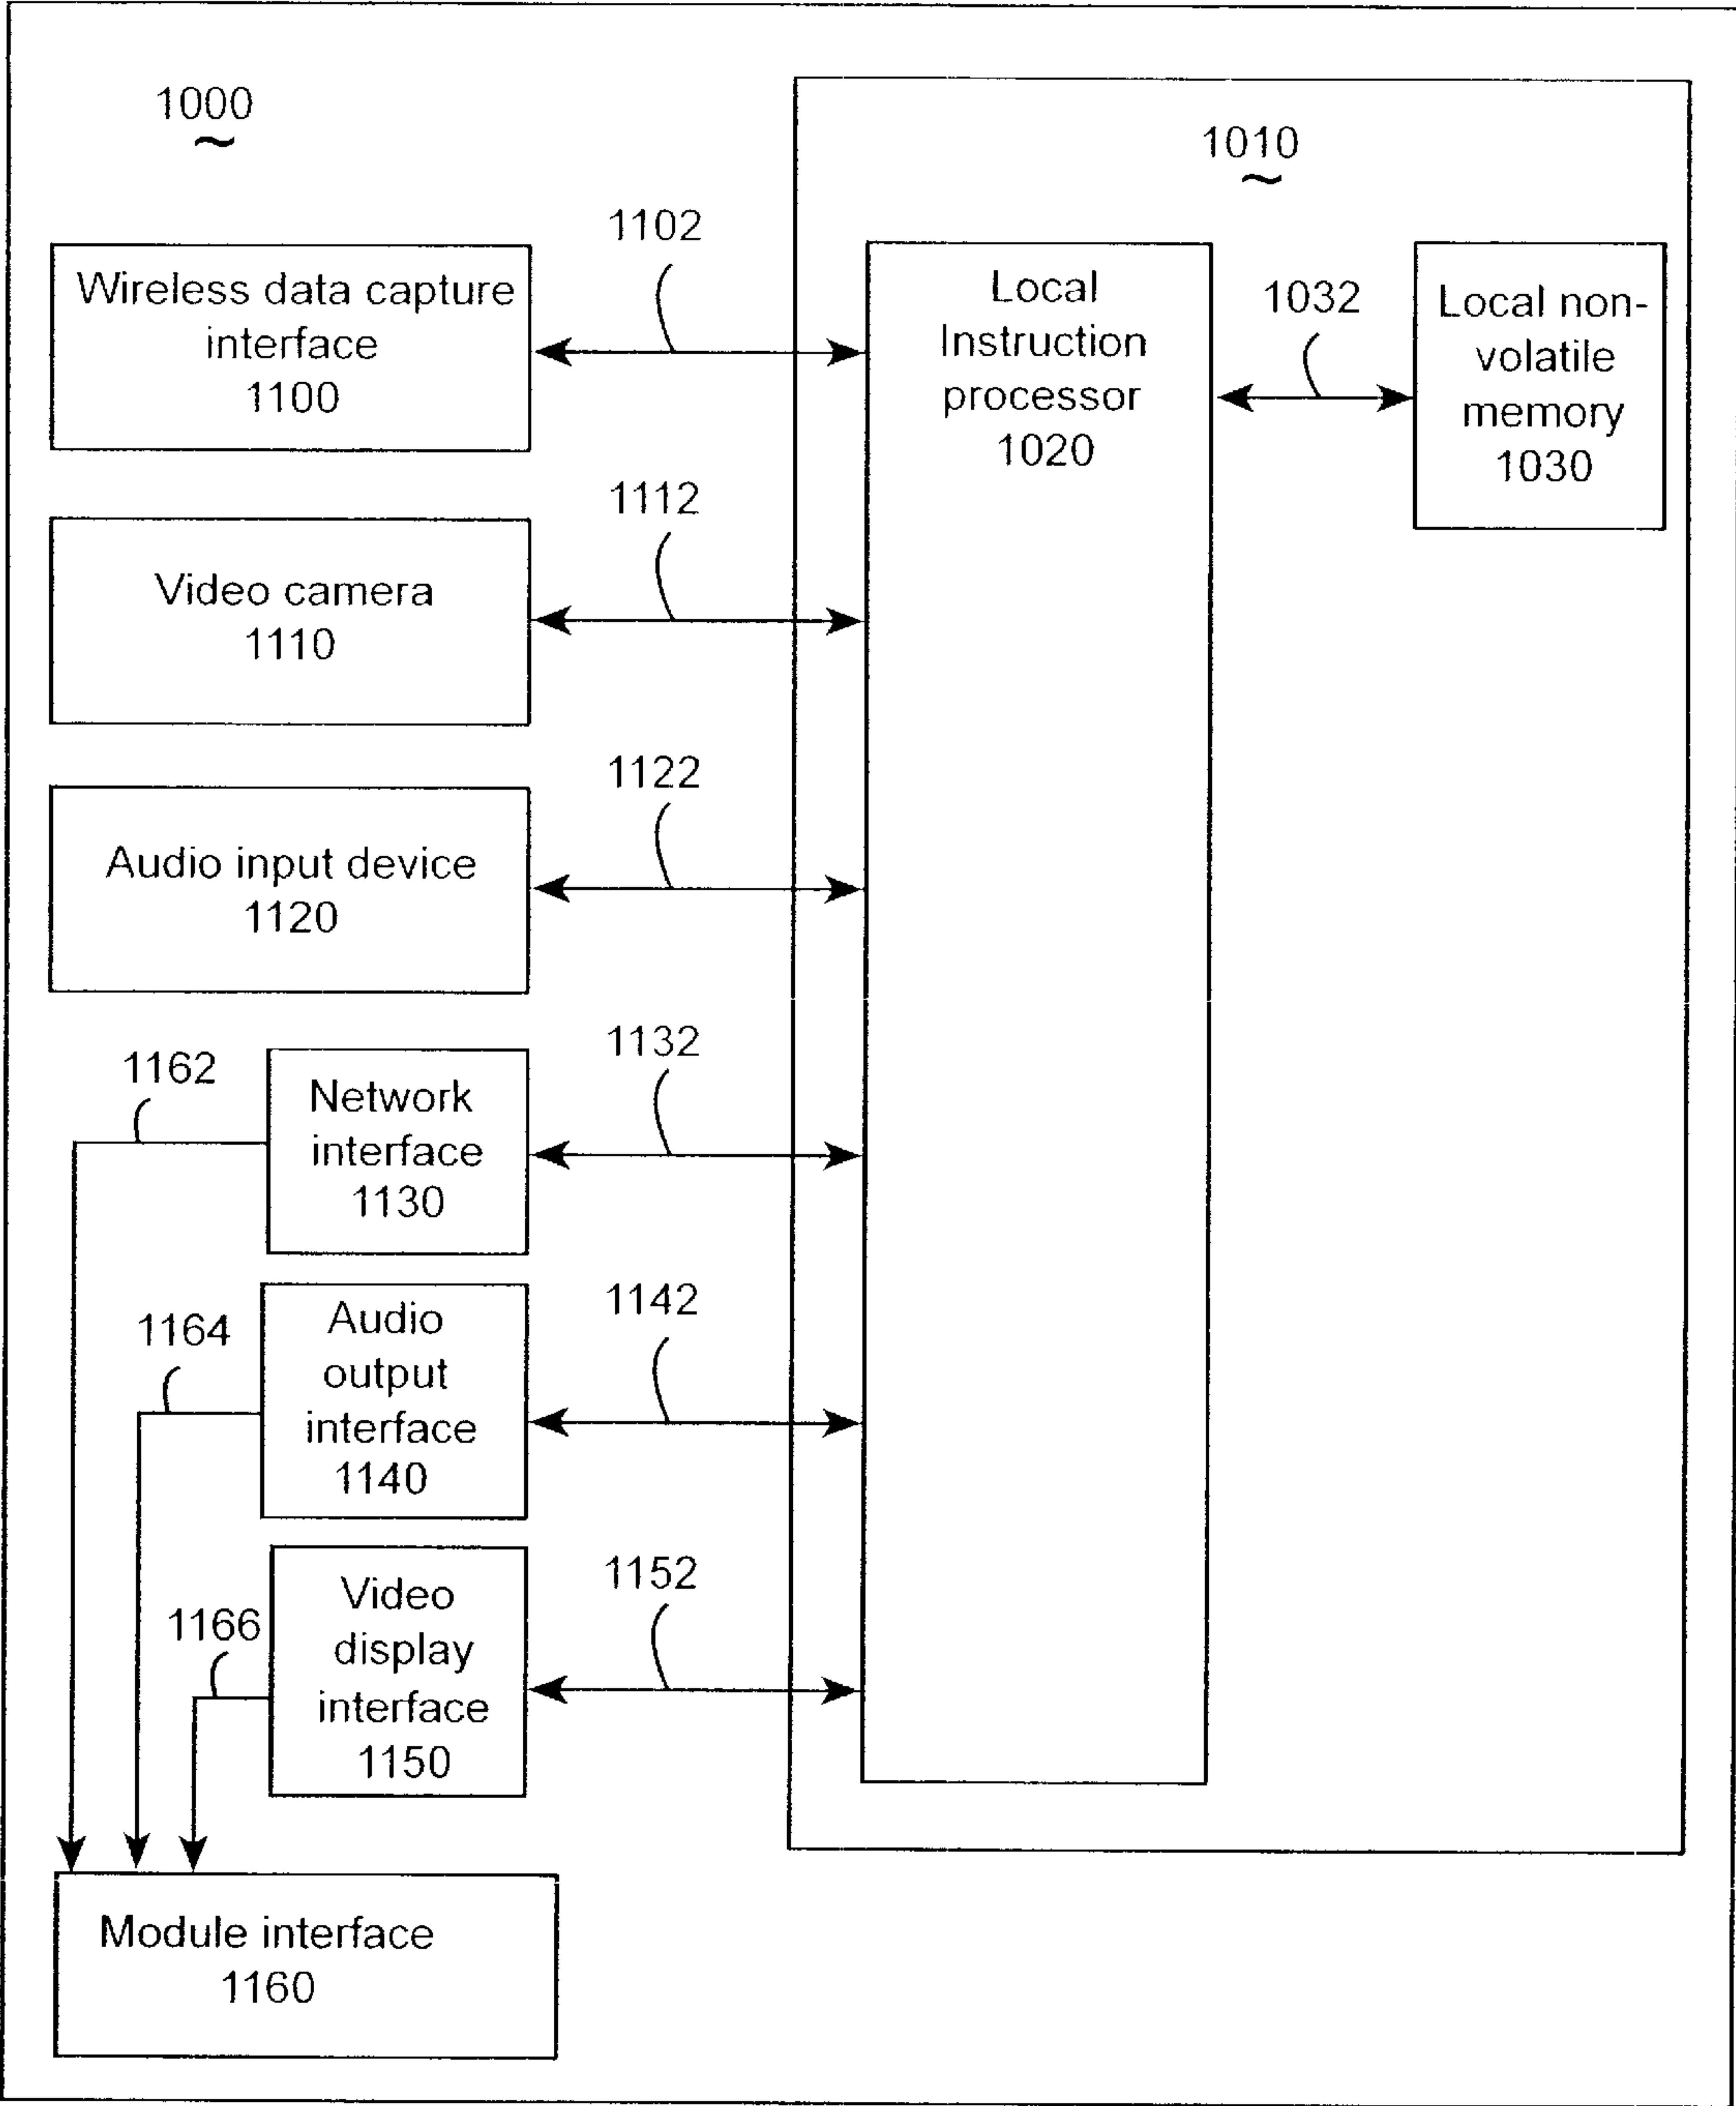 1000
1010
1102
Wireless data capture
interface
1100
Local
Instruction
processor
1020
1032
Local non-
volatile
memory
1030
1112
Video camera
1110
1122
Audio input device
1120
1132
1162
Network
interface
1130
1142
1164
Audio
output
interface
1140
1152
1166
Video
display
interface
1150
Module interface
1160